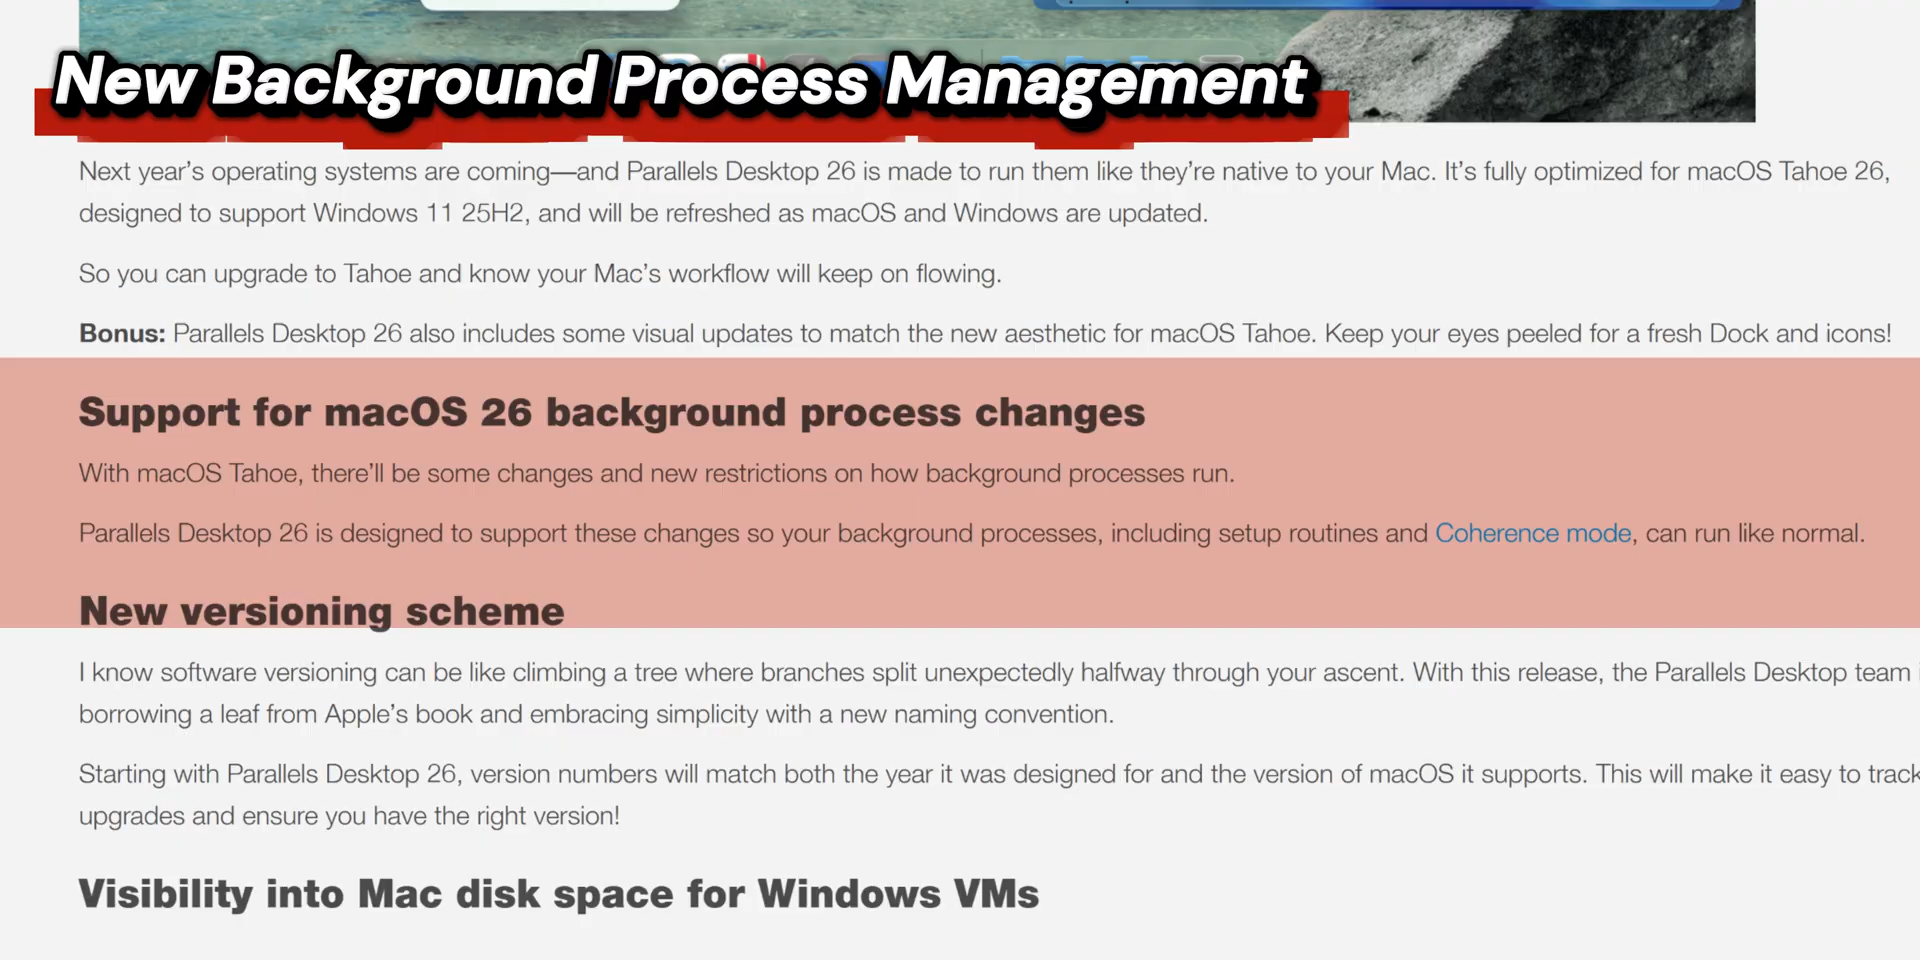 New Background Process Management
Next year’s operating systems are coming—and Parallels Desktop 26 is made to run them like they’re native to your Mac. It’s fully optimized for macOS Tahoe 26,
designed to support Windows 11 25H2, and will be refreshed as macOS and Windows are updated.
So you can upgrade to Tahoe and know your Mac’s workflow will keep on flowing.
Bonus: Parallels Desktop 26 also includes some visual updates to match the new aesthetic for macOS Tahoe. Keep your eyes peeled for a fresh Dock and icons!
Support for macOS 26 background process changes
With macOS Tahoe, there’ll be some changes and new restrictions on how background processes run.
Parallels Desktop 26 is designed to support these changes so your background processes, including setup routines and Coherence mode, can run like normal.
New versioning scheme
I know software versioning can be like climbing a tree where branches split unexpectedly halfway through your ascent. With this release, the Parallels Desktop team
borrowing a leaf from Apple’s book and embracing simplicity with a new naming convention.
Starting with Parallels Desktop 26, version numbers will match both the year it was designed for and the version of macOS it supports. This will make it easy to track
upgrades and ensure you have the right version!
Visibility into Mac disk space for Windows VMs